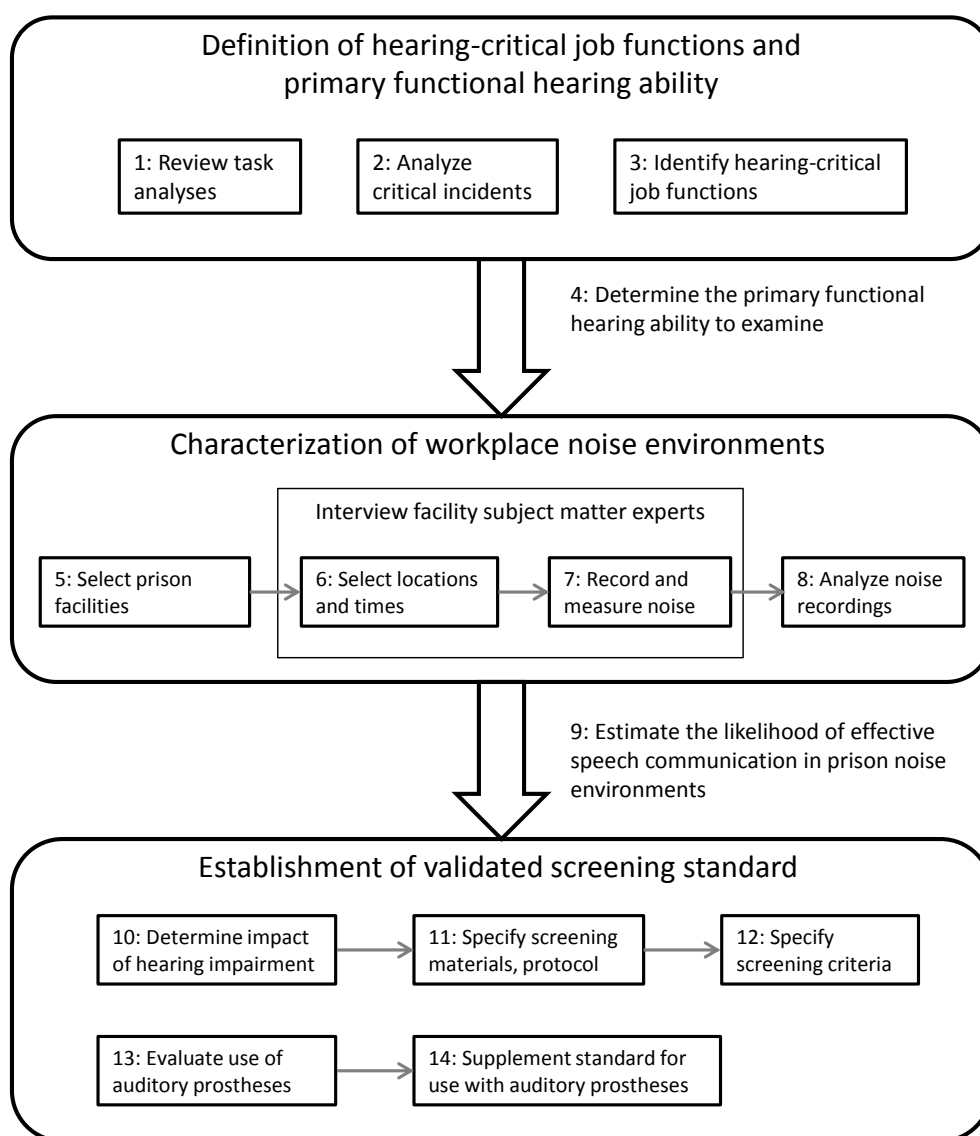 Definition of hearing-critical job functions and
primary functional hearing ability
1: Review task
analyses
2: Analyze
critical incidents
3: Identify hearing-critical
job functions
4: Determine the primary functional
hearing ability to examine
Characterization of workplace noise environments
Interview facility subject matter experts
5: Select prison
facilities
6: Select locations
and times
7: Record and
measure noise
8: Analyze noise
recordings
9: Estimate the likelihood of effective
speech communication in prison noise
environments
Establishment of validated screening standard
10: Determine impact
of hearing impairment
11: Specify screening
materials, protocol
12: Specify
screening criteria
13: Evaluate use of
auditory prostheses
14: Supplement standard for
use with auditory prostheses